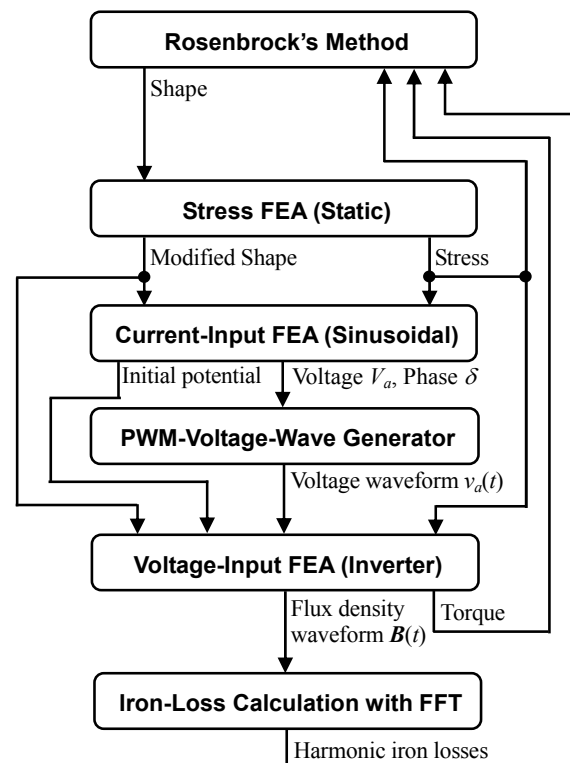 Rosenbrock's Method
Shape
Stress FEA (Static)
Modified Shape
Stress
Current-Input FEA (Sinusoidal)
Initial potential
Voltage Vₐ, Phase δ
PWM-Voltage-Wave Generator
Voltage waveform vₐ(t)
Voltage-Input FEA (Inverter)
Flux density
waveform B(t)
Torque
Iron-Loss Calculation with FFT
Harmonic iron losses